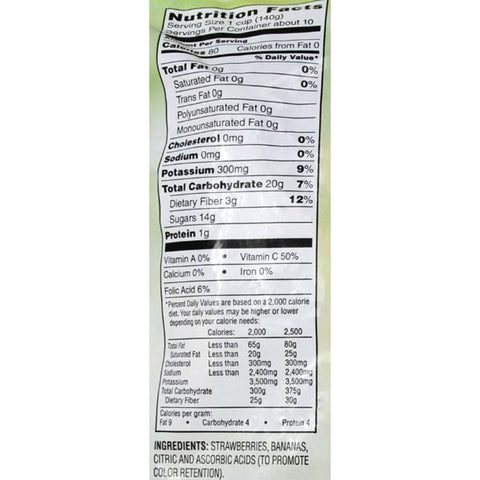 Nutrition Facts
Serving Size 1 cup (140g)
Servings Per Container about 10
Amount Per Serving
Calories 80 Calories from Fat 0
% Daily Value*
Total Fat 0g 0%
Saturated Fat 0g 0%
Trans Fat 0g
Polyunsaturated Fat 0g
Monounsaturated Fat 0g
Cholesterol 0mg 0%
Sodium 0mg 0%
Potassium 300mg 9%
Total Carbohydrate 20g 7%
Dietary Fiber 3g 12%
Sugars 14g
Protein 1g
Vitamin A 0% • Vitamin C 50%
Calcium 0% • Iron 0%
Folic Acid 6%
*Percent Daily Values are based on a 2,000 calorie
diet. Your daily values may be higher or lower
depending on your calorie needs:
Calories: 2,000 2,500
Total Fat Less than 65g 80g
Saturated Fat Less than 20g 25g
Cholesterol Less than 300mg 300mg
Sodium Less than 2,400mg 2,400mg
Potassium 3,500mg 3,500mg
Total Carbohydrate 300g 375g
Dietary Fiber 25g 30g
Calories per gram:
Fat 9 • Carbohydrate 4 • Protein 4
INGREDIENTS: STRAWBERRIES, BANANAS,
CITRIC AND ASCORBIC ACIDS (TO PROMOTE
COLOR RETENTION).